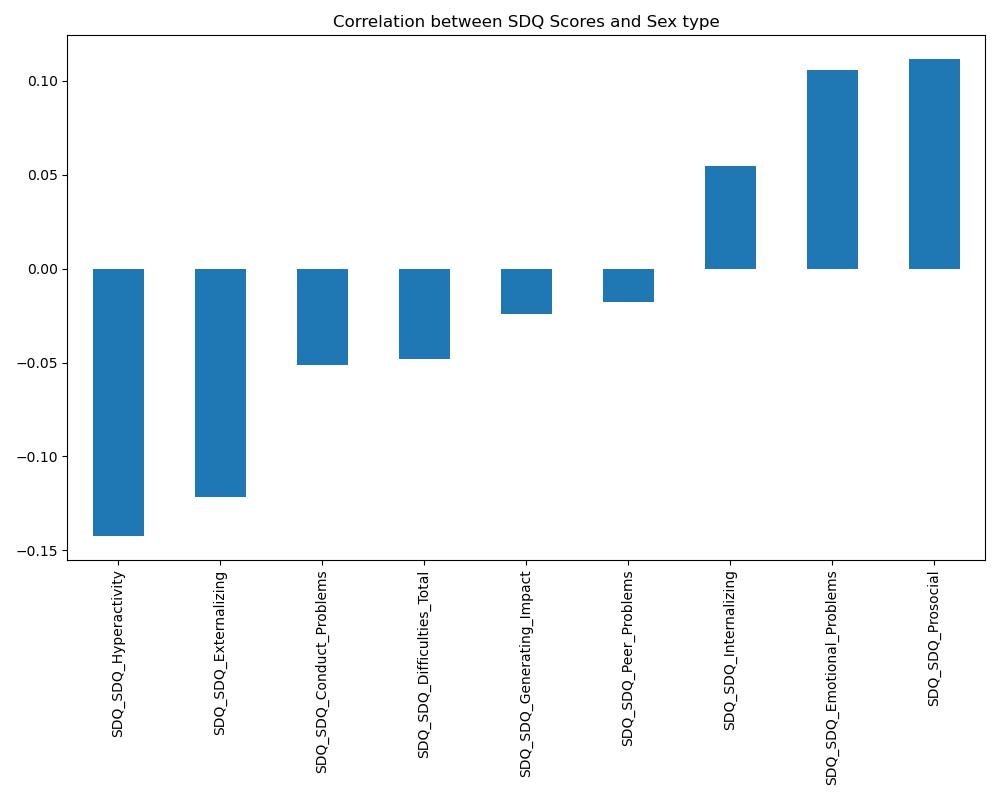 Correlation between SDQ Scores and Sex type
0.10
0.05
0.00
−0.05
−0.10
−0.15
SDQ_SDQ_Hyperactivity
SDQ_SDQ_Externalizing
SDQ_SDQ_Conduct_Problems
SDQ_SDQ_Difficulties_Total
SDQ_SDQ_Generating_Impact
SDQ_SDQ_Peer_Problems
SDQ_SDQ_Internalizing
SDQ_SDQ_Emotional_Problems
SDQ_SDQ_Prosocial